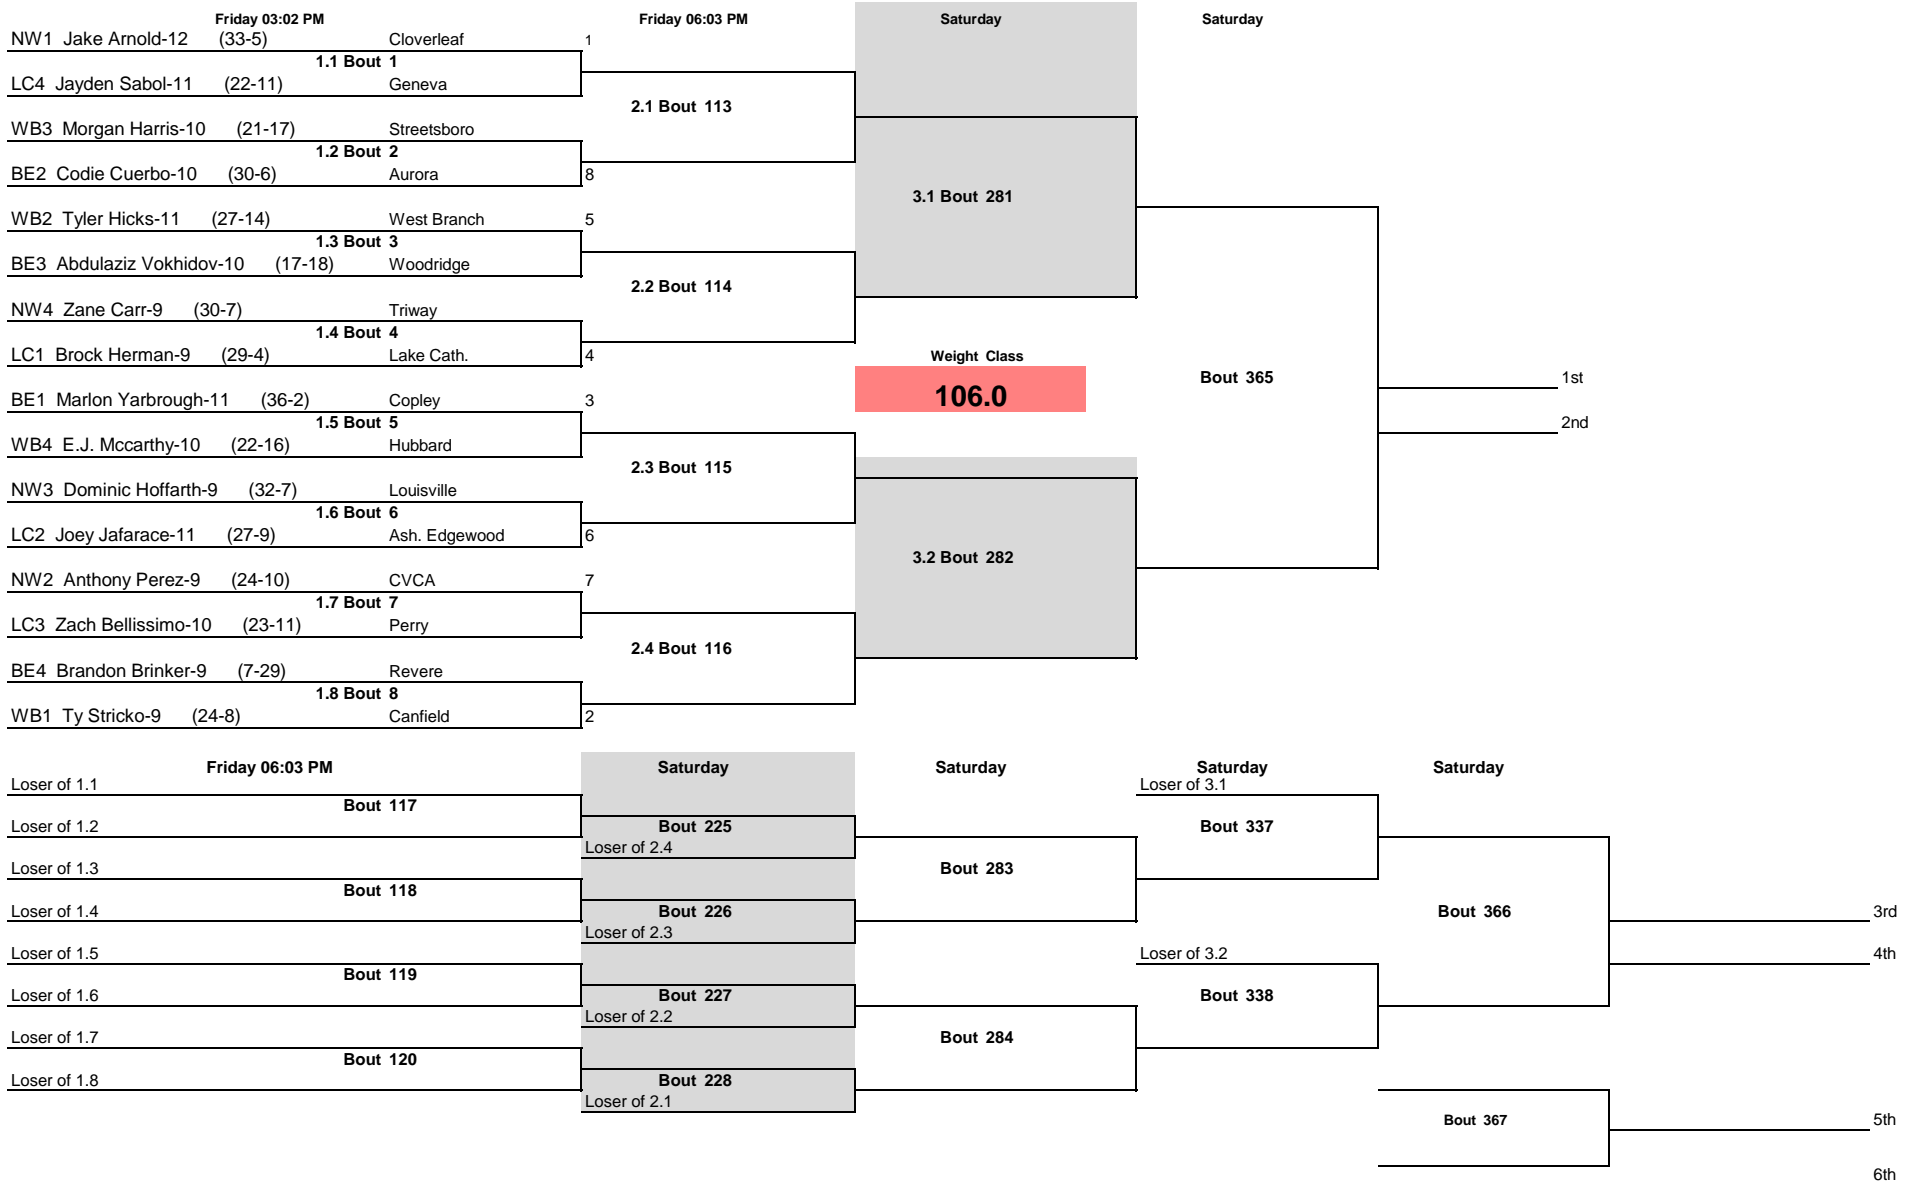 Friday 03:02 PM Friday 06:03 PM Saturday Saturday
NW1 Jake Arnold-12 (33-5) Cloverleaf 1
1.1 Bout 1
LC4 Jayden Sabol-11 (22-11) Geneva
2.1 Bout 113
WB3 Morgan Harris-10 (21-17) Streetsboro
1.2 Bout 2
BE2 Codie Cuerbo-10 (30-6) Aurora 8
3.1 Bout 281
WB2 Tyler Hicks-11 (27-14) West Branch 5
1.3 Bout 3
BE3 Abdulaziz Vokhidov-10 (17-18) Woodridge
2.2 Bout 114
NW4 Zane Carr-9 (30-7) Triway
1.4 Bout 4
LC1 Brock Herman-9 (29-4) Lake Cath. 4
Weight Class
Bout 365 1st
106.0
BE1 Marlon Yarbrough-11 (36-2) Copley 3
1.5 Bout 5
2nd
WB4 E.J. Mccarthy-10 (22-16) Hubbard
2.3 Bout 115
NW3 Dominic Hoffarth-9 (32-7) Louisville
1.6 Bout 6
LC2 Joey Jafarace-11 (27-9) Ash. Edgewood 6
3.2 Bout 282
NW2 Anthony Perez-9 (24-10) CVCA 7
1.7 Bout 7
LC3 Zach Bellissimo-10 (23-11) Perry
2.4 Bout 116
BE4 Brandon Brinker-9 (7-29) Revere
1.8 Bout 8
WB1 Ty Stricko-9 (24-8) Canfield 2
Friday 06:03 PM Saturday Saturday Saturday Saturday
Loser of 1.1 Loser of 3.1
Bout 117
Loser of 1.2 Bout 225 Bout 337
Loser of 2.4
Loser of 1.3 Bout 283
Bout 118
Loser of 1.4 Bout 226 Bout 366 3rd
Loser of 2.3
Loser of 1.5 Loser of 3.2 4th
Bout 119
Loser of 1.6 Bout 227 Bout 338
Loser of 2.2
Loser of 1.7 Bout 284
Bout 120
Loser of 1.8 Bout 228
Loser of 2.1
Bout 367 5th
6th